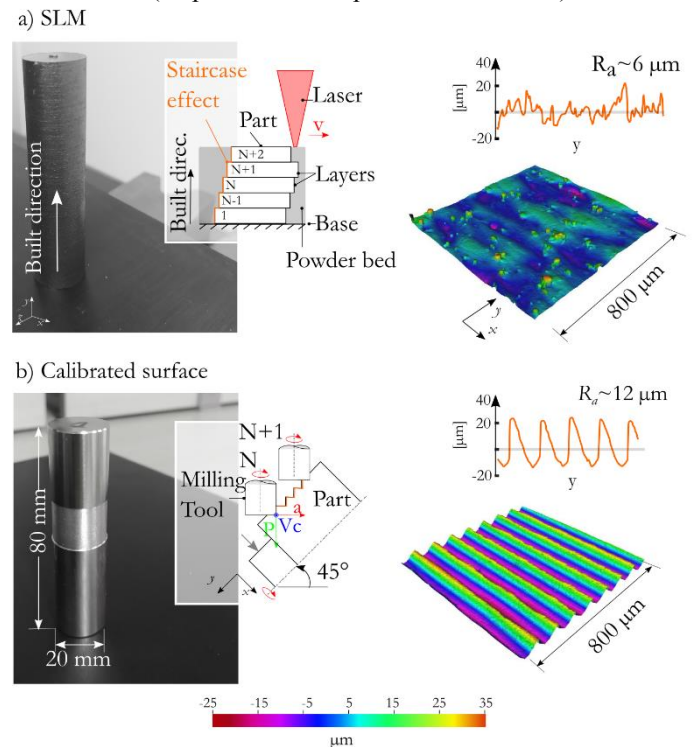 a) SLM
Built direction
y
z
x
Staircase
effect
Part
Laser
v
Built direc.
N+2
N+1
N
N-1
1
Layers
Base
Powder bed
Ra~6 µm
[µm]
40
20
-20
y
800 µm
y
x
b) Calibrated surface
80 mm
20 mm
N+1
N
Milling
Tool
Part
a
p
Vc
45°
y
x
Ra~12 µm
[µm]
40
20
-20
y
800 µm
-25 -15 -5 5 15 25 35
µm